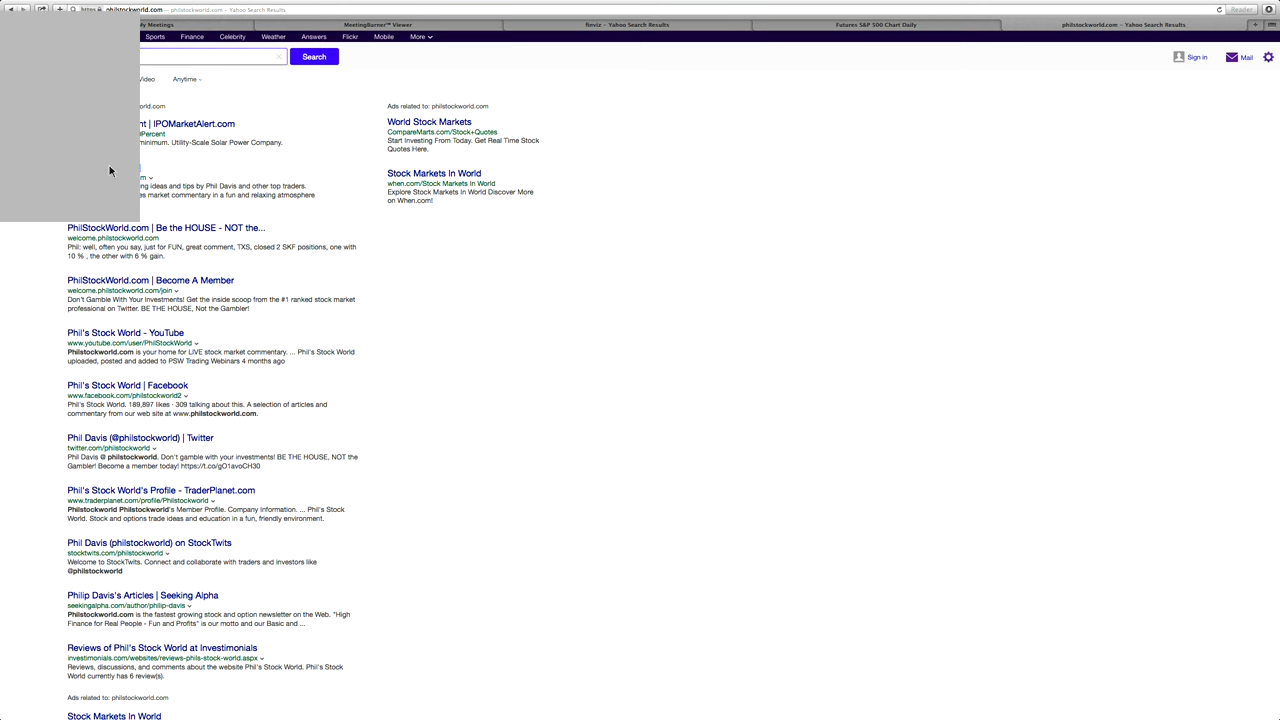 https philstockworld.com — Yahoo Search Results
Reader
My Meetings
MeetingBurner™ Viewer
finviz – Yahoo Search Results
Futures S&P 500 Chart Daily
philstockworld.com – Yahoo Search Results
Sports Finance Celebrity Weather Answers Flickr Mobile More
Search
Sign in
Mail
Video
Anytime
orld.com
nt | IPOMarketAlert.com
0Percent
minimum. Utility-Scale Solar Power Company.
m
ng ideas and tips by Phil Davis and other top traders.
es market commentary in a fun and relaxing atmosphere
PhilStockWorld.com | Be the HOUSE - NOT the...
welcome.philstockworld.com
Phil: well, often you say, just for FUN, great comment, TXS, closed 2 SKF positions, one with
10 % , the other with 6 % gain.
PhilStockWorld.com | Become A Member
welcome.philstockworld.com/join
Don't Gamble With Your Investments! Get the inside scoop from the #1 ranked stock market
professional on Twitter. BE THE HOUSE, Not the Gambler!
Phil's Stock World - YouTube
www.youtube.com/user/PhilStockWorld
Philstockworld.com is your home for LIVE stock market commentary. ... Phil's Stock World
uploaded, posted and added to PSW Trading Webinars 4 months ago
Phil's Stock World | Facebook
www.facebook.com/philstockworld2
Phil's Stock World. 189,897 likes · 309 talking about this. A selection of articles and
commentary from our web site at www.philstockworld.com.
Phil Davis (@philstockworld) | Twitter
twitter.com/philstockworld
Phil Davis @ philstockworld. Don't gamble with your investments! BE THE HOUSE, NOT the
Gambler! Become a member today! https://t.co/gO1avoCH30
Phil's Stock World's Profile - TraderPlanet.com
www.traderplanet.com/profile/Philstockworld
Philstockworld Philstockworld's Member Profile. Company Information. ... Phil's Stock
World. Stock and options trade ideas and education in a fun, friendly environment.
Phil Davis (philstockworld) on StockTwits
stocktwits.com/philstockworld
Welcome to StockTwits. Connect and collaborate with traders and investors like
@philstockworld
Philip Davis's Articles | Seeking Alpha
seekingalpha.com/author/philip-davis
Philstockworld.com is the fastest growing stock and option newsletter on the Web. "High
Finance for Real People - Fun and Profits" is our motto and our Basic and ...
Reviews of Phil's Stock World at Investimonials
investimonials.com/websites/reviews-phils-stock-world.aspx
Reviews, discussions, and comments about the website Phil's Stock World. Phil's Stock
World currently has 6 review(s).
Ads related to: philstockworld.com
Stock Markets In World
Ads related to: philstockworld.com
World Stock Markets
CompareMarts.com/Stock+Quotes
Start Investing From Today. Get Real Time Stock
Quotes Here.
Stock Markets In World
when.com/Stock Markets In World
Explore Stock Markets In World Discover More
on When.com!